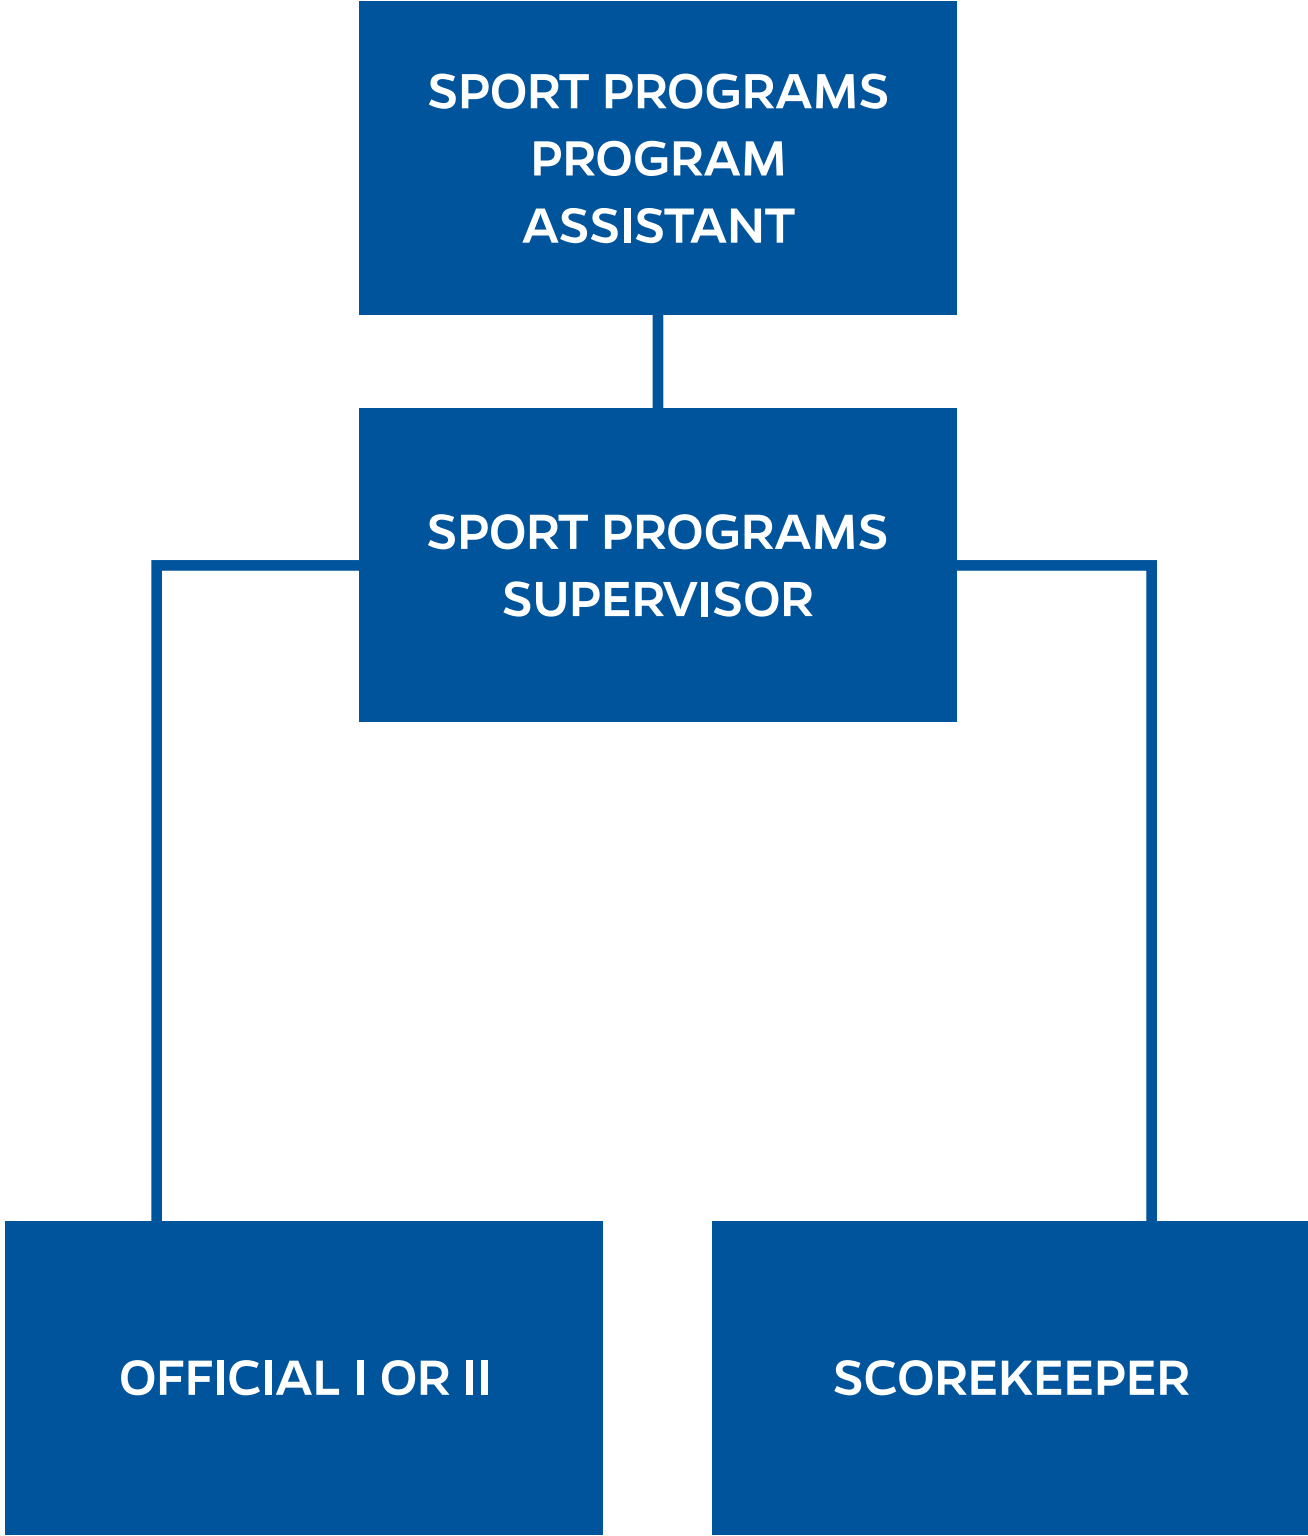 SPORT PROGRAMS
PROGRAM
ASSISTANT
SPORT PROGRAMS
SUPERVISOR
OFFICIAL I OR II
SCOREKEEPER